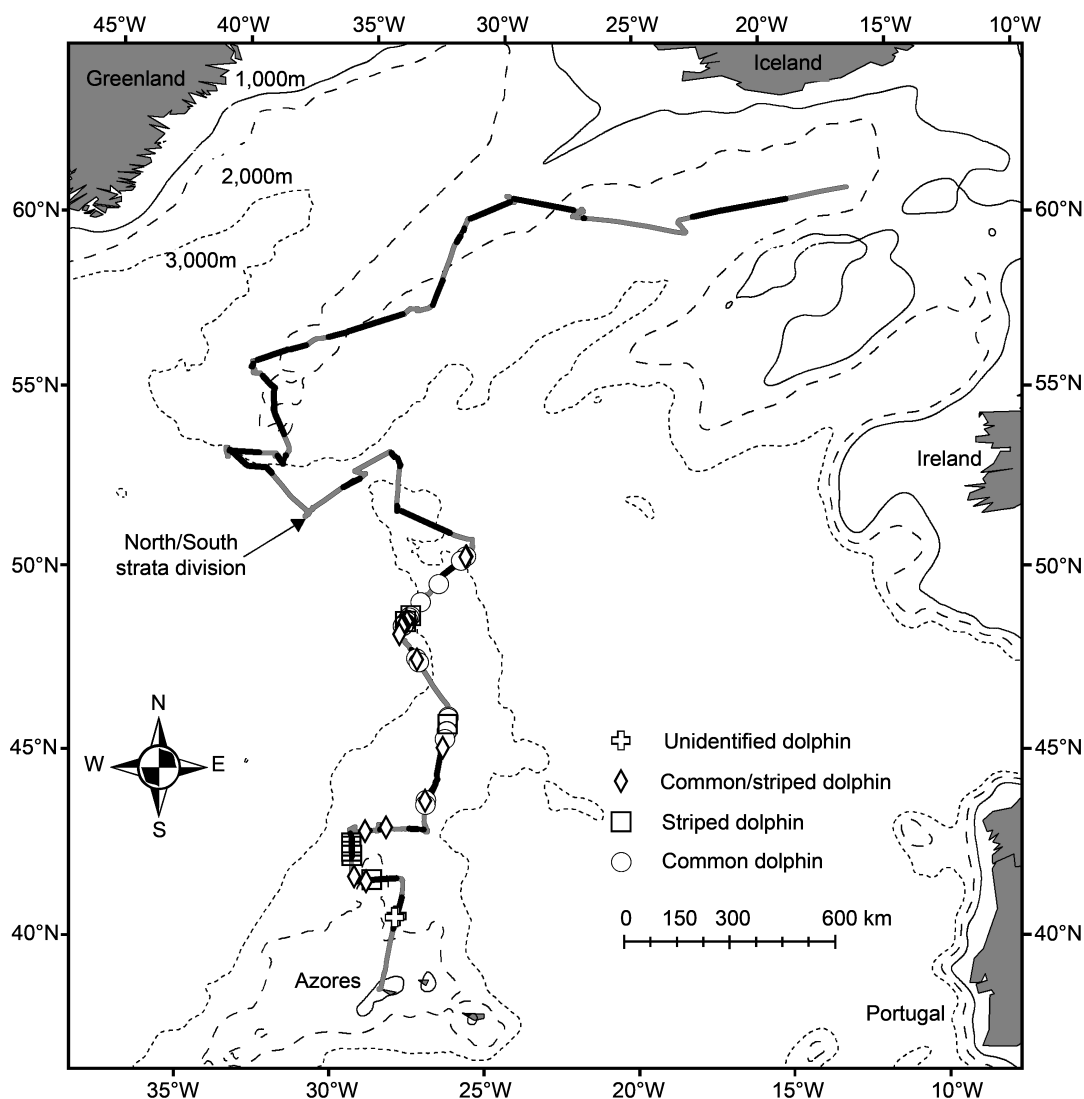 45°W 40°W 35°W 30°W 25°W 20°W 15°W 10°W
Greenland
1,000m
Iceland
2,000m
60°N 60°N
3,000m
55°N 55°N
Ireland
North/South
strata division
50°N 50°N
N
W E
S
45°N 45°N
Unidentified dolphin
Common/striped dolphin
Striped dolphin
Common dolphin
0 150 300 600 km
40°N 40°N
Azores
Portugal
35°W 30°W 25°W 20°W 15°W 10°W